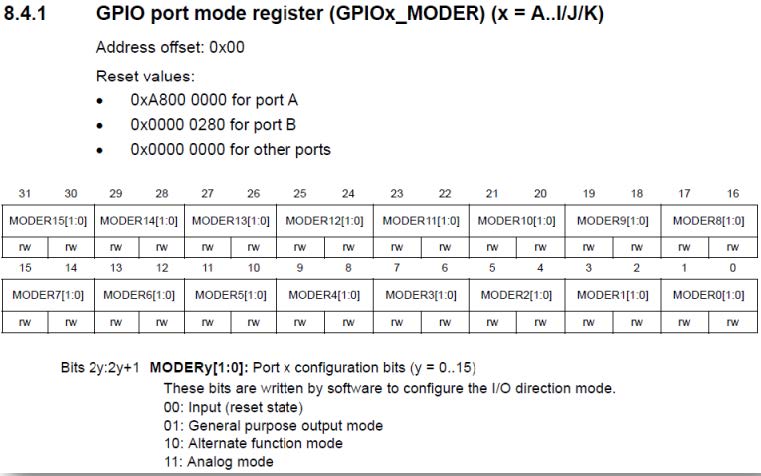 8.4.1 GPIO port mode register (GPIOx_MODER) (x = A..I/J/K)
Address offset: 0x00
Reset values:
• 0xA800 0000 for port A
• 0x0000 0280 for port B
• 0x0000 0000 for other ports
31 30 29 28 27 26 25 24 23 22 21 20 19 18 17 16
MODER15[1:0] MODER14[1:0] MODER13[1:0] MODER12[1:0] MODER11[1:0] MODER10[1:0] MODER9[1:0] MODER8[1:0]
rw rw rw rw rw rw rw rw rw rw rw rw rw rw rw rw
15 14 13 12 11 10 9 8 7 6 5 4 3 2 1 0
MODER7[1:0] MODER6[1:0] MODER5[1:0] MODER4[1:0] MODER3[1:0] MODER2[1:0] MODER1[1:0] MODER0[1:0]
rw rw rw rw rw rw rw rw rw rw rw rw rw rw rw rw
Bits 2y:2y+1 MODERy[1:0]: Port x configuration bits (y = 0..15)
These bits are written by software to configure the I/O direction mode.
00: Input (reset state)
01: General purpose output mode
10: Alternate function mode
11: Analog mode